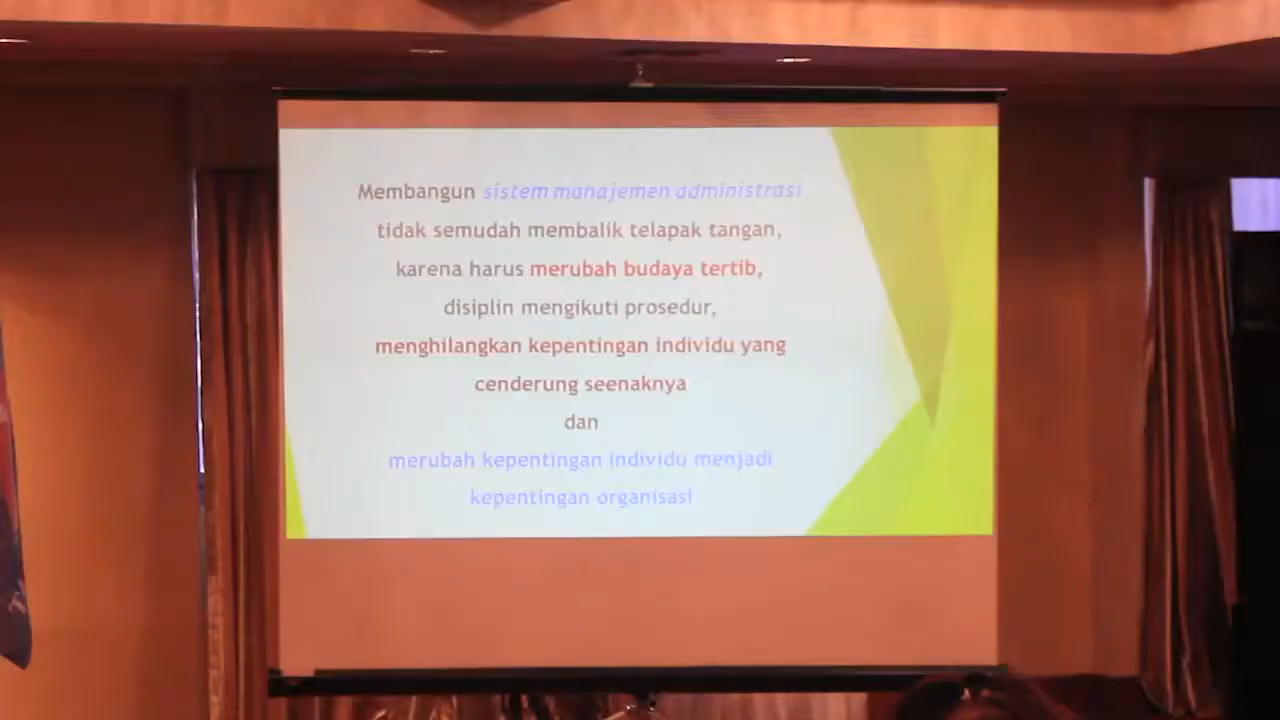 Membangun sistem manajemen administrasi
tidak semudah membalik telapak tangan,
karena harus merubah budaya tertib,
disiplin mengikuti prosedur,
menghilangkan kepentingan individu yang
cenderung seenaknya
dan
merubah kepentingan individu menjadi
kepentingan organisasi